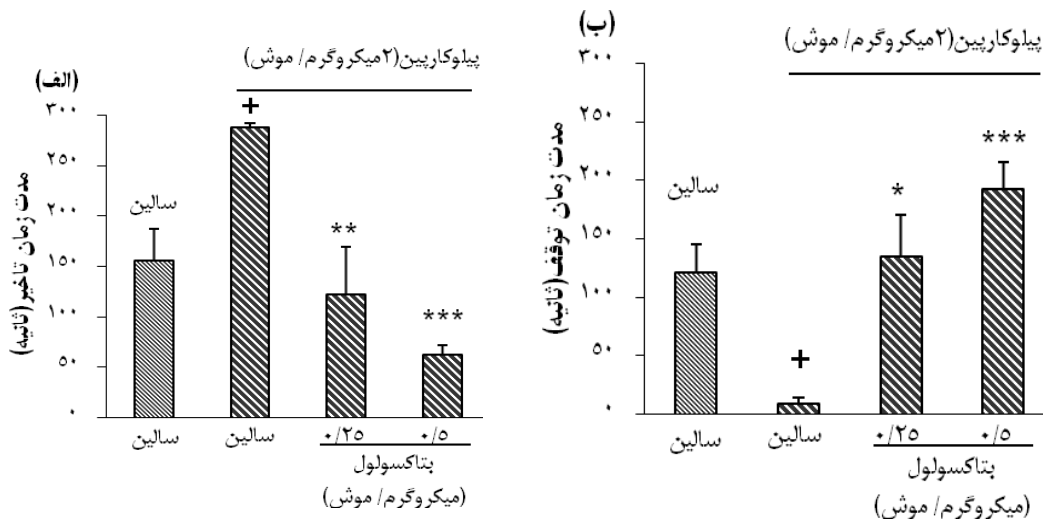 پیلوکارپین(۲میکروگرم/ موش)
(الف)
مدت زمان تاخیر(ثانیه)
۳۰۰
۲۵۰
۲۰۰
۱۵۰
۱۰۰
۵۰
۰
سالین
+
**
***
سالین
سالین
۰/۲۵
۰/۵
بتاکسولول
(میکروگرم/ موش)
(ب)
پیلوکارپین(۲میکروگرم/ موش)
مدت زمان توقف(ثانیه)
۳۰۰
۲۵۰
۲۰۰
۱۵۰
۱۰۰
۵۰
۰
سالین
+
*
***
سالین
سالین
۰/۲۵
۰/۵
بتاکسولول
(میکروگرم/ موش)